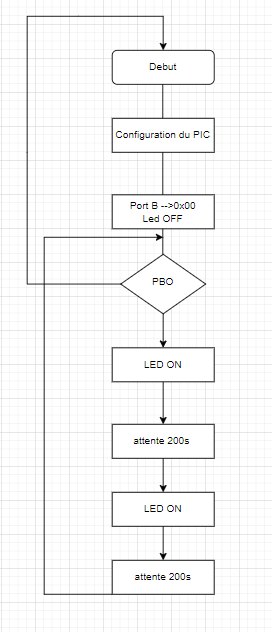 Debut
Configuration du PIC
Port B -->0x00
Led OFF
PBO
LED ON
attente 200s
LED ON
attente 200s